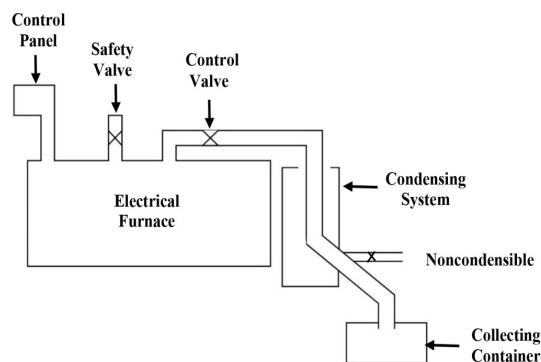 Control
Panel
Safety
Valve
Control
Valve
Electrical
Furnace
Condensing
System
Noncondensible
Collecting
Container